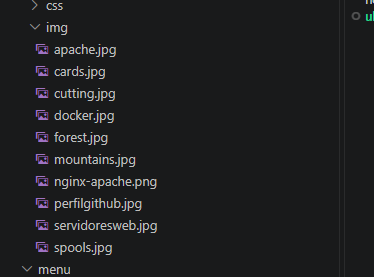 css
img
apache.jpg
cards.jpg
cutting.jpg
docker.jpg
forest.jpg
mountains.jpg
nginx-apache.png
perfilgithub.jpg
servidoresweb.jpg
spools.jpg
menu